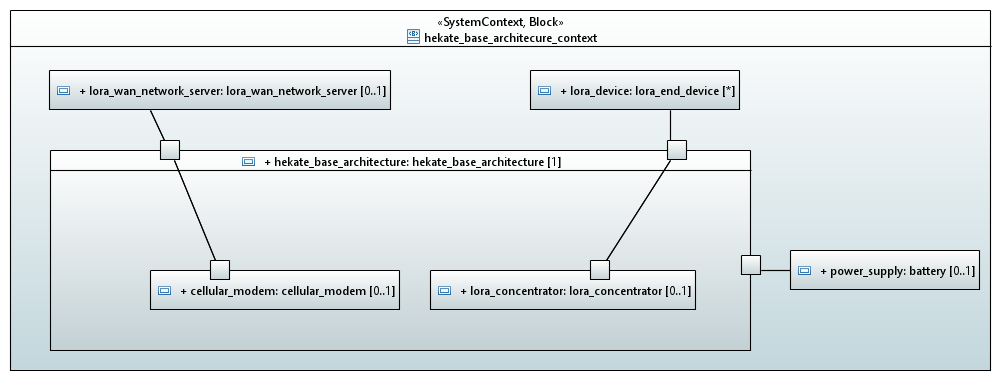 «SystemContext, Block»
hekate_base_architecure_context
+ lora_wan_network_server: lora_wan_network_server [0..1]
+ lora_device: lora_end_device [*]
+ hekate_base_architecture: hekate_base_architecture [1]
+ power_supply: battery [0..1]
+ cellular_modem: cellular_modem [0..1]
+ lora_concentrator: lora_concentrator [0..1]